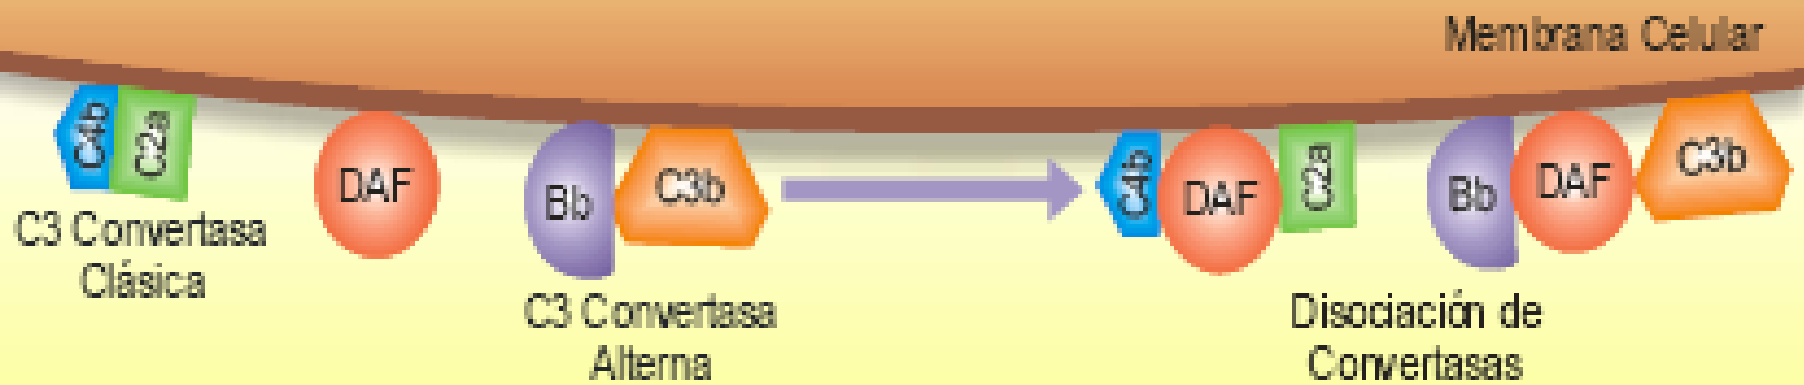 Membrana Celular
C4b
C2a
C3 Convertasa
Clásica
DAF
Bb
C3b
C3 Convertasa
Alterna
C4b
DAF
C2a
Bb
DAF
C3b
Disociación de
Convertasas